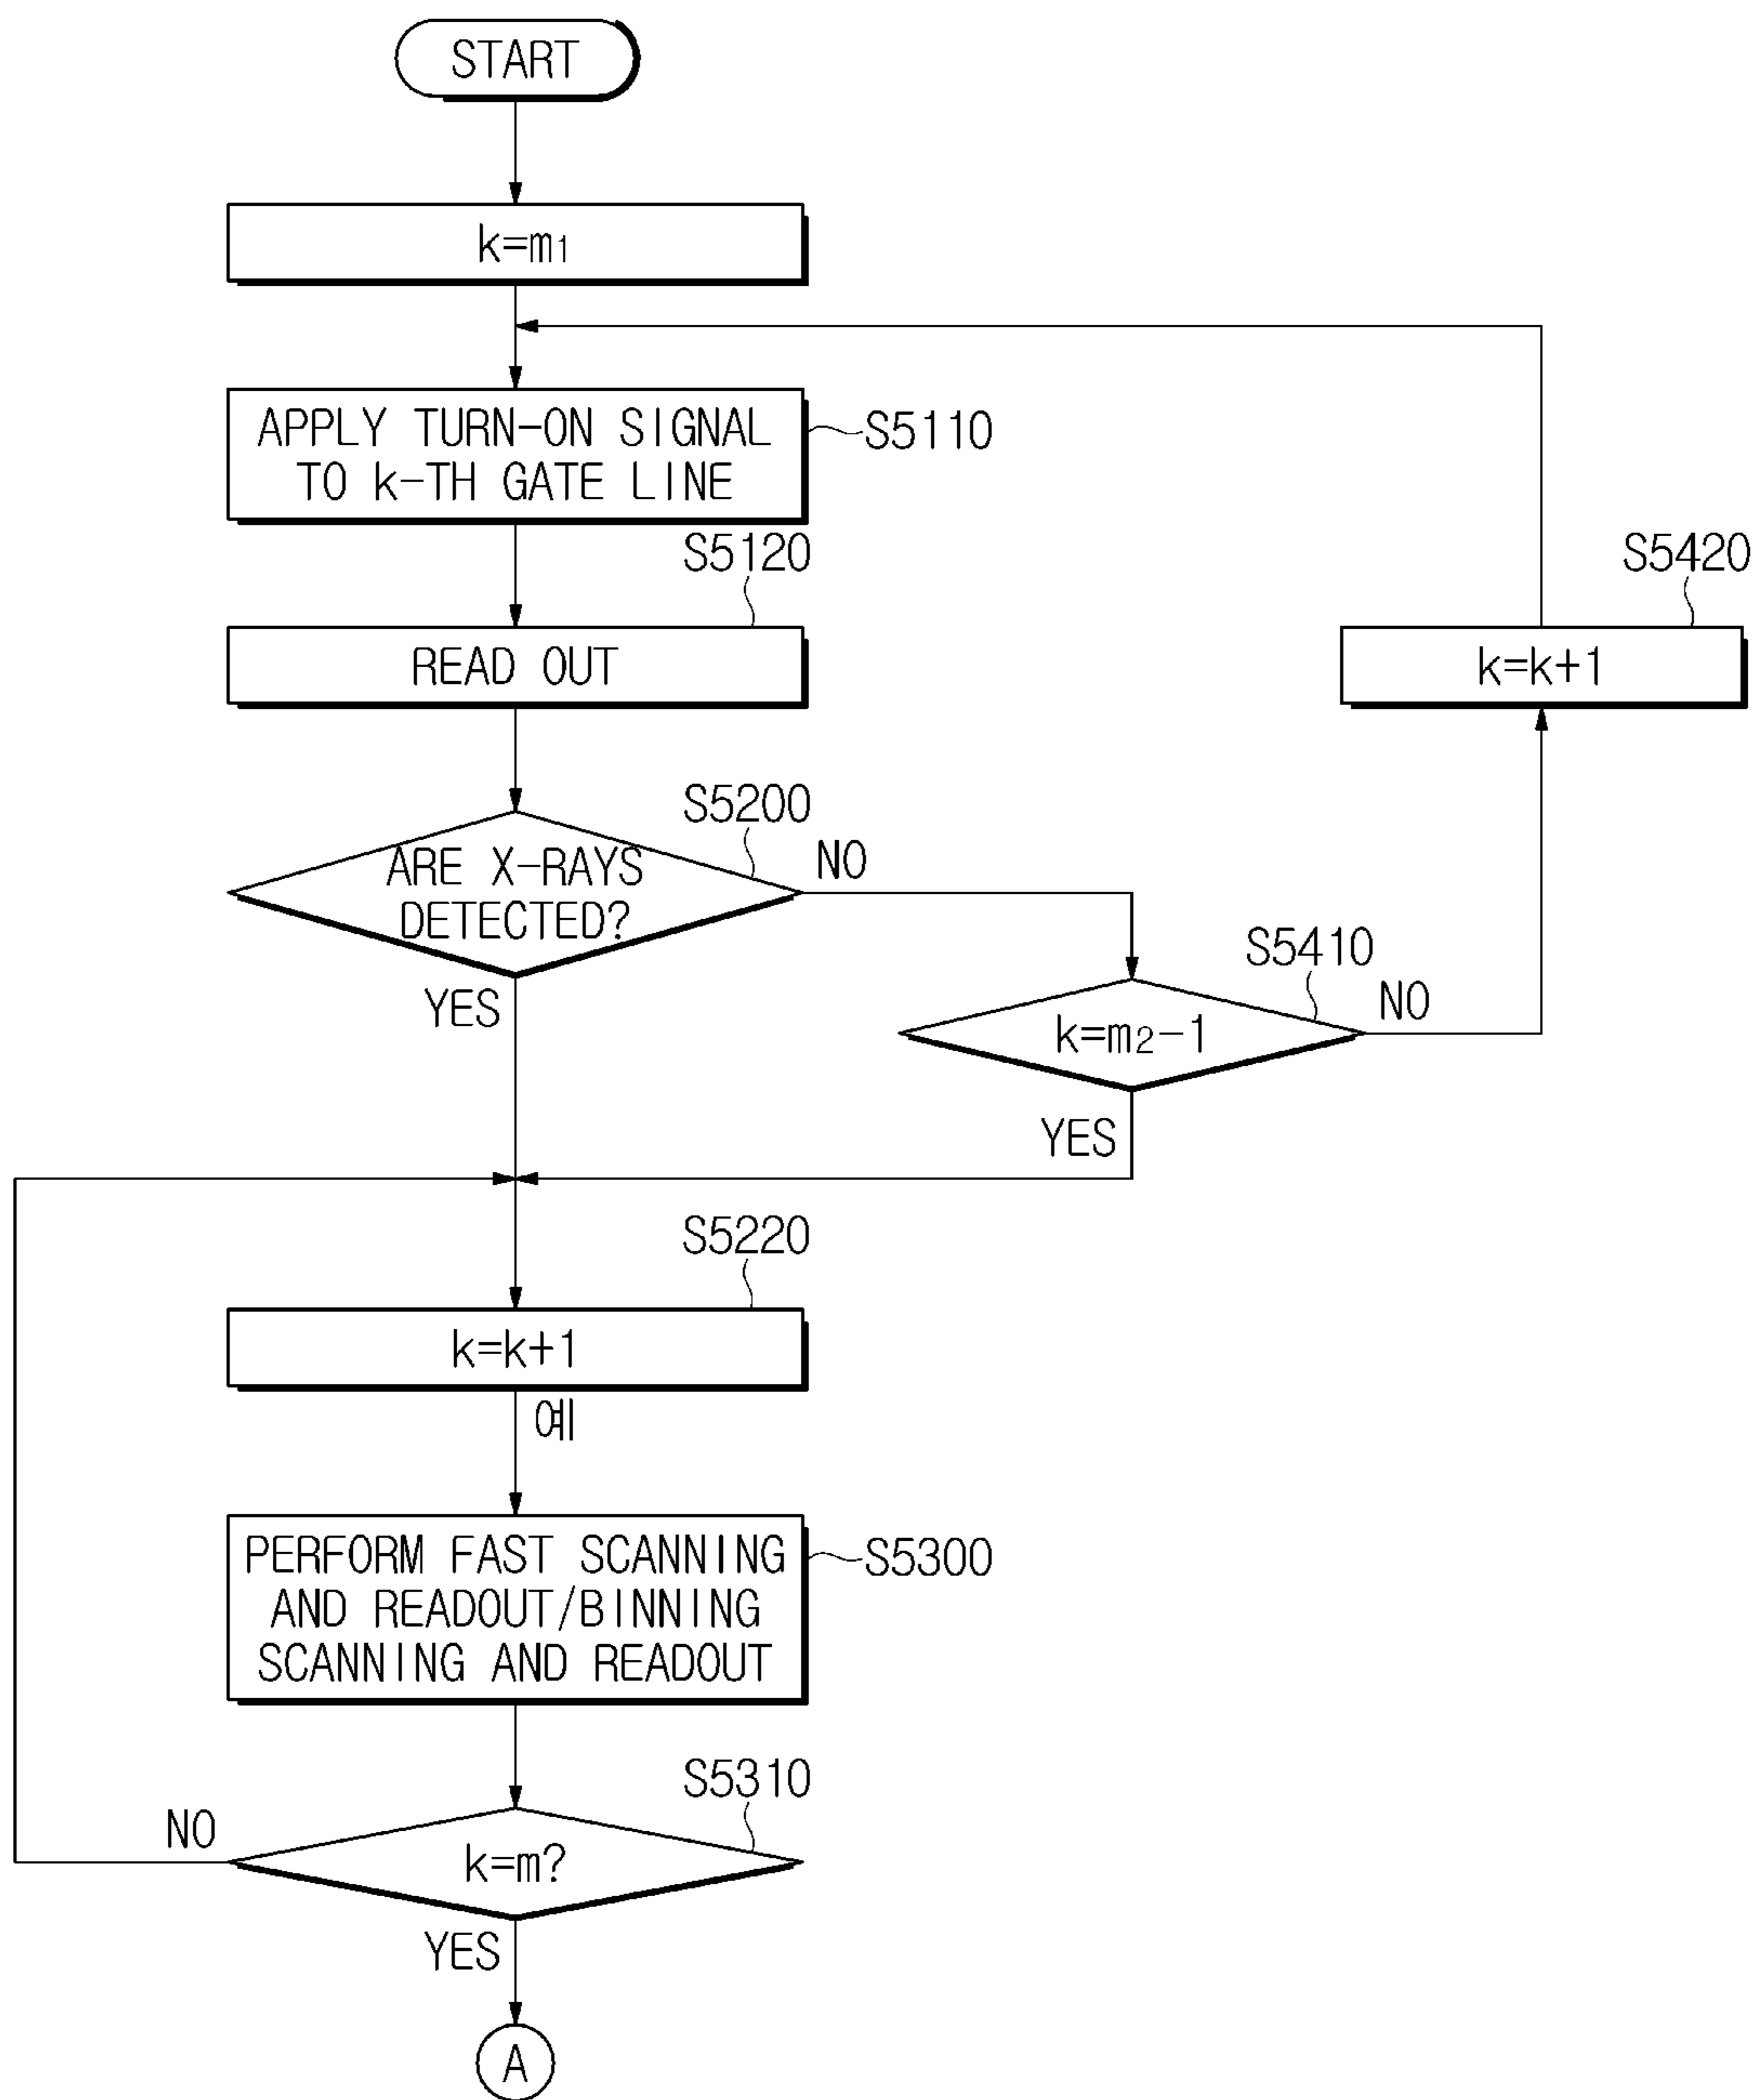 START
k=m₁
APPLY TURN-ON SIGNAL
TO k-TH GATE LINE
S5110
S5120
READ OUT
S5420
k=k+1
S5200
ARE X-RAYS
DETECTED?
NO
YES
S5410
k=m₂-1
NO
YES
S5220
k=k+1
예
PERFORM FAST SCANNING
AND READOUT/BINNING
SCANNING AND READOUT
S5300
S5310
k=m?
NO
YES
A